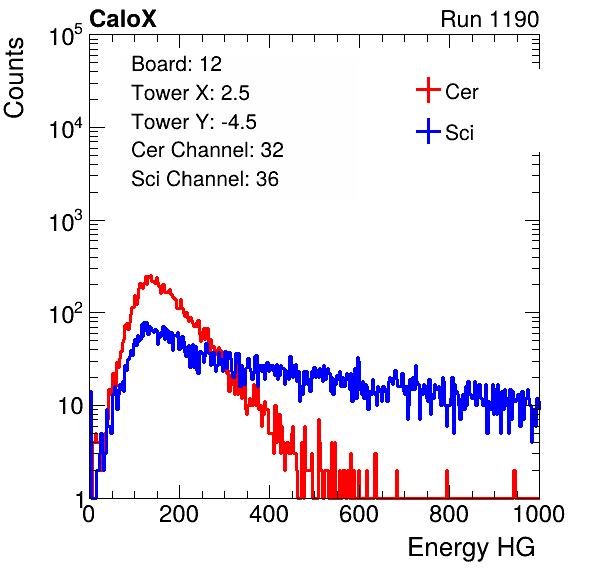 CaloX Run 1190
Counts
Board: 12
Tower X: 2.5
Tower Y: -4.5
Cer Channel: 32
Sci Channel: 36
Cer
Sci
10^5
10^4
10^3
10^2
10
1
0 200 400 600 800 1000
Energy HG